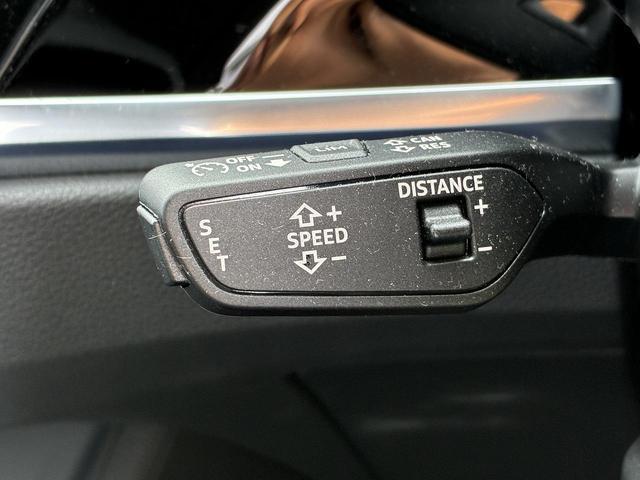 OFF
ON
LIM
CAN
RES
DISTANCE
+
−
SET
+
SPEED
−